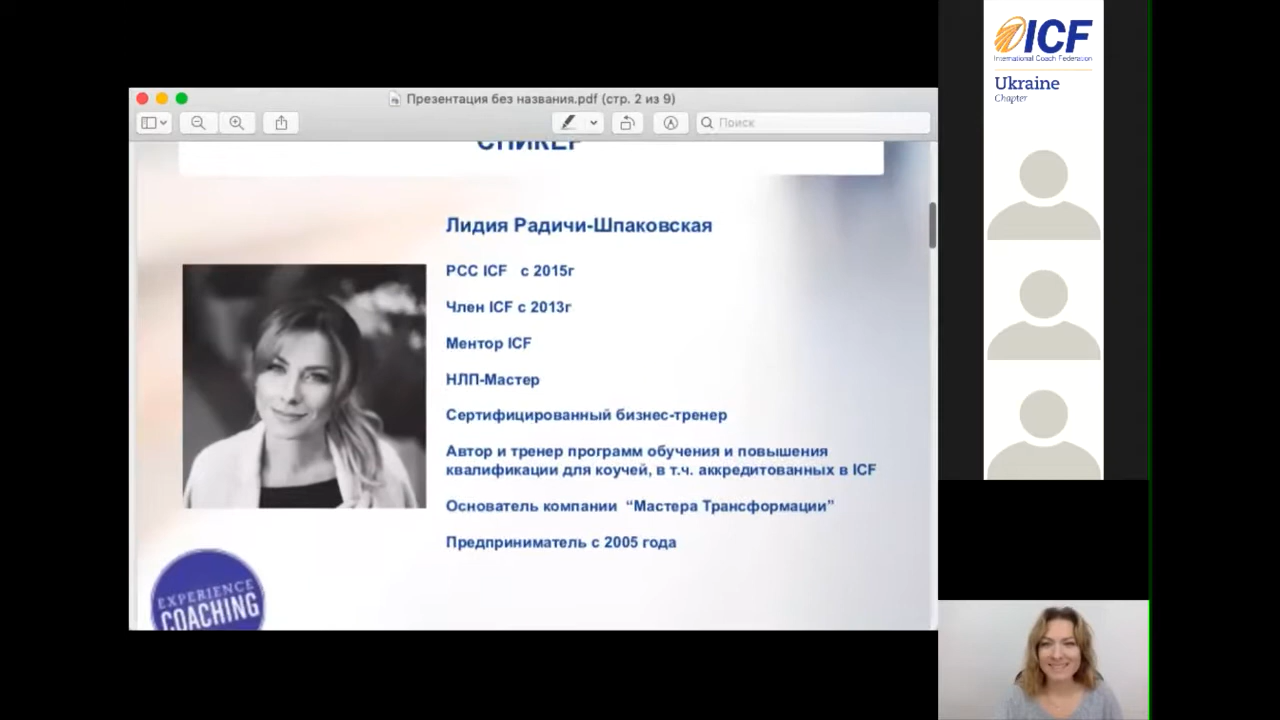 Презентация без названия.pdf (стр. 2 из 9)
Поиск
СПИКЕР
Лидия Радичи-Шпаковская
РСС ICF с 2015г
Член ICF с 2013г
Ментор ICF
НЛП-Мастер
Сертифицированный бизнес-тренер
Автор и тренер программ обучения и повышения
квалификации для коучей, в т.ч. аккредитованных в ICF
Основатель компании “Мастера Трансформации”
Предприниматель с 2005 года
EXPERIENCE
COACHING
ICF
International Coach Federation
Ukraine
Chapter